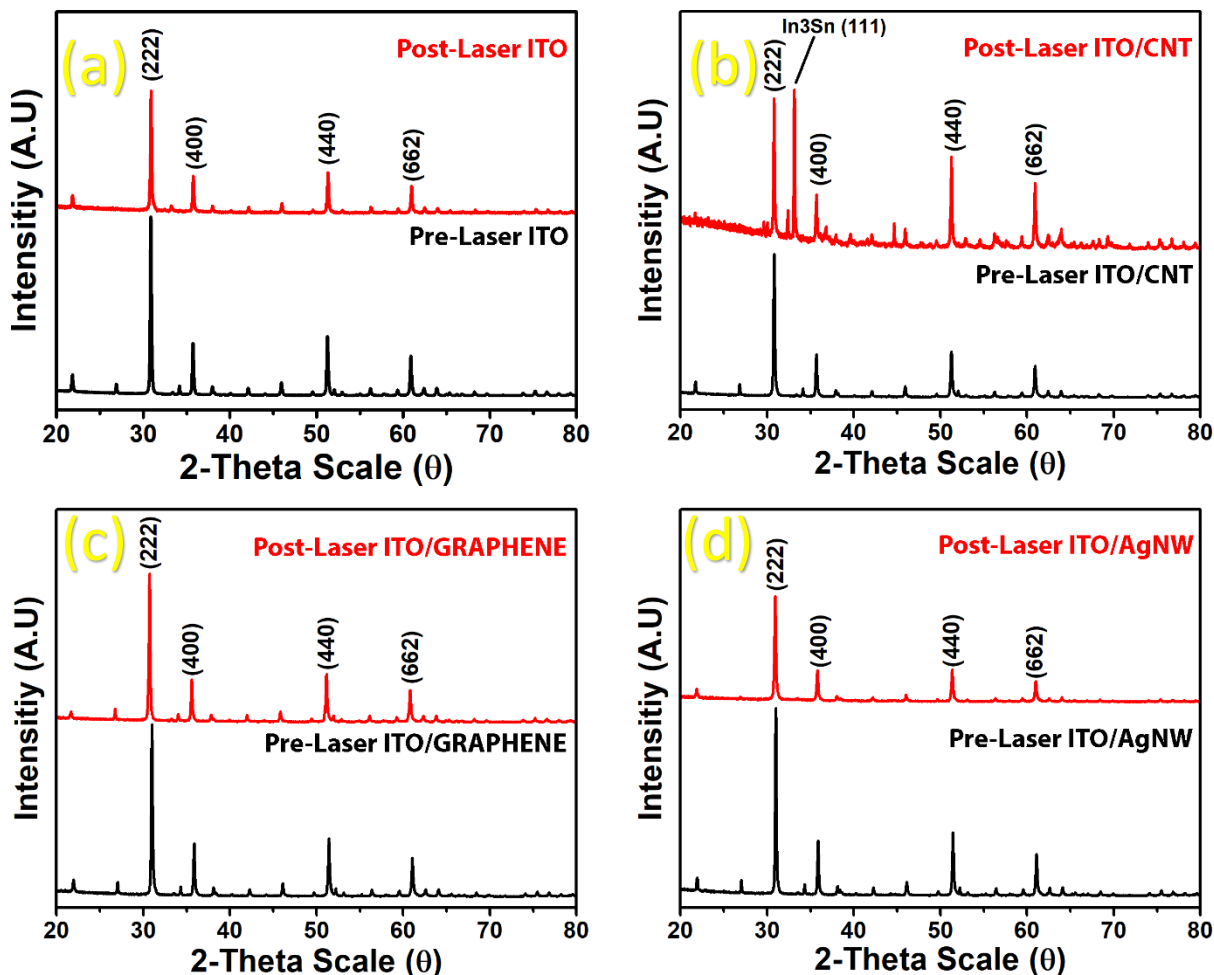 (a)
Post-Laser ITO
(222)
(400)
(440)
(662)
Pre-Laser ITO
Intensitiy (A.U)
20 30 40 50 60 70 80
2-Theta Scale (θ)
(b)
In3Sn (111)
Post-Laser ITO/CNT
(222)
(400)
(440)
(662)
Pre-Laser ITO/CNT
Intensitiy (A.U)
20 30 40 50 60 70 80
2-Theta Scale (θ)
(c)
Post-Laser ITO/GRAPHENE
(222)
(400)
(440)
(662)
Pre-Laser ITO/GRAPHENE
Intensitiy (A.U)
20 30 40 50 60 70 80
2-Theta Scale (θ)
(d)
Post-Laser ITO/AgNW
(222)
(400)
(440)
(662)
Pre-Laser ITO/AgNW
Intensitiy (A.U)
20 30 40 50 60 70 80
2-Theta Scale (θ)